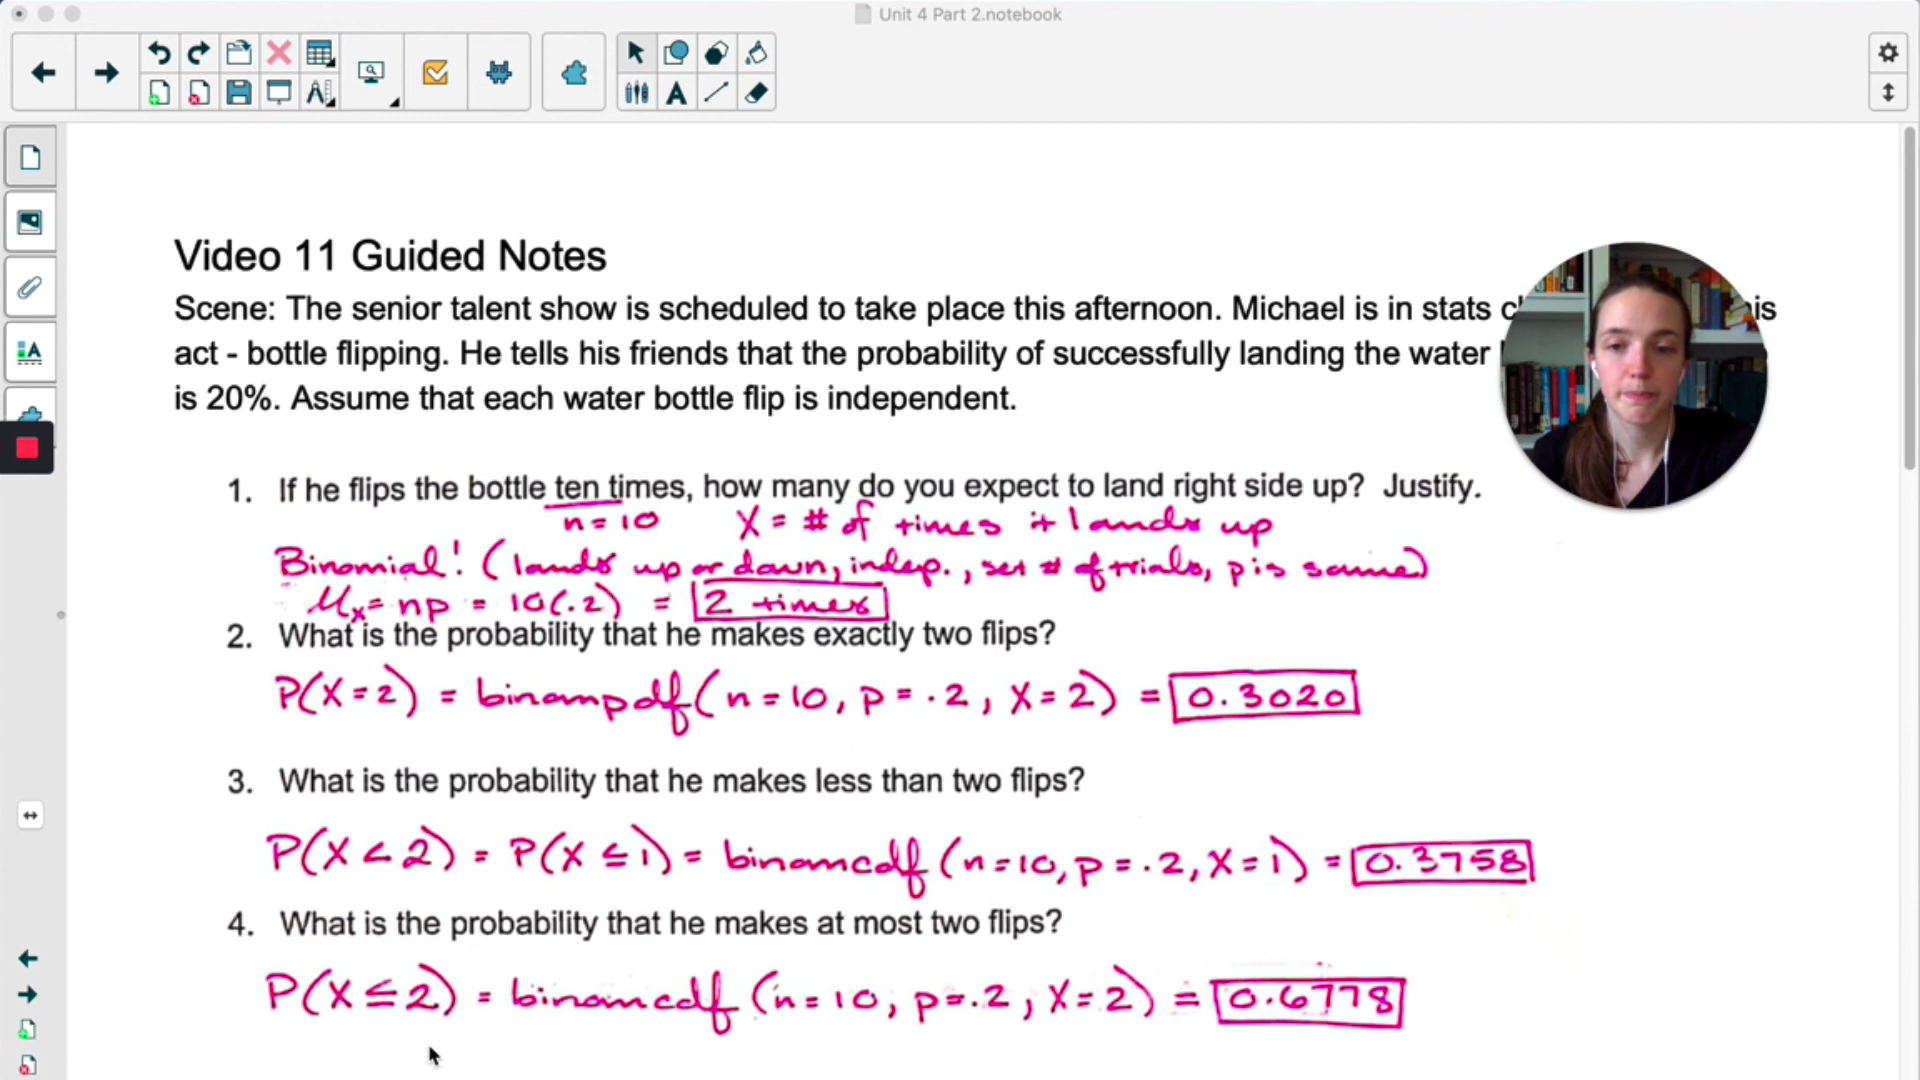 Unit 4 Part 2.notebook
Video 11 Guided Notes
Scene: The senior talent show is scheduled to take place this afternoon. Michael is in stats
act - bottle flipping. He tells his friends that the probability of successfully landing the water
is 20%. Assume that each water bottle flip is independent.
1. If he flips the bottle ten times, how many do you expect to land right side up? Justify.
n = 10 X = # of times it lands up
Binomial! (lands up or down, indep., set # of trials, p is same)
μx = np = 10(.2) = 2 times
2. What is the probability that he makes exactly two flips?
P(X=2) = binompdf(n=10, p=.2, X=2) = 0.3020
3. What is the probability that he makes less than two flips?
P(X<2) = P(X≤1) = binomcdf(n=10, p=.2, X=1) = 0.3758
4. What is the probability that he makes at most two flips?
P(X≤2) = binomcdf(n=10, p=.2, X=2) = 0.6778